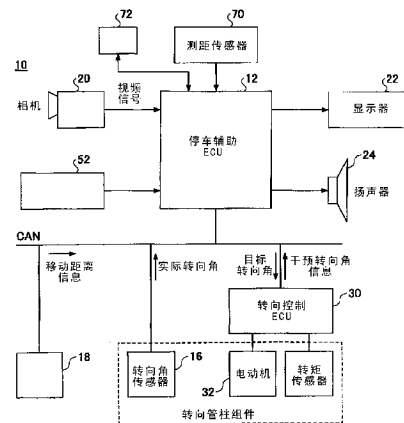 72
70
测距传感器
10
20
12
22
相机
视频
信号
停车辅助
ECU
显示器
52
24
扬声器
CAN
移动距离
信息
实际转向角
目标
转向角
干预转向角
信息
30
转向控制
ECU
18
转向角
传感器
16
电动机
32
转矩
传感器
转向管柱组件